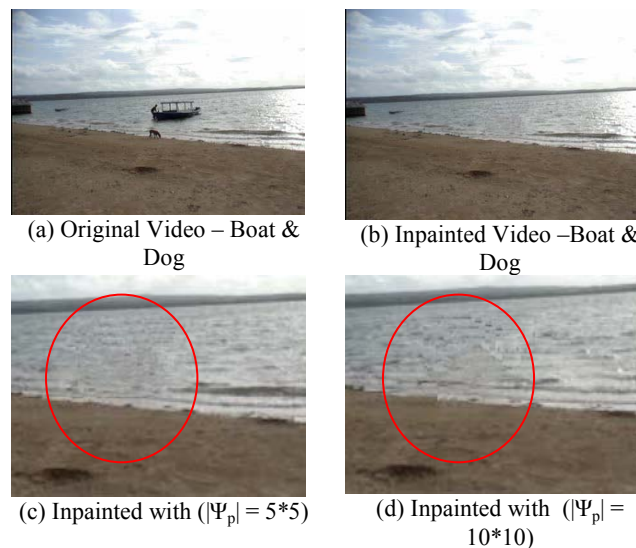 (a) Original Video – Boat &
Dog
(b) Inpainted Video –Boat &
Dog
(c) Inpainted with (|Ψp| = 5*5)
(d) Inpainted with (|Ψp| =
10*10)